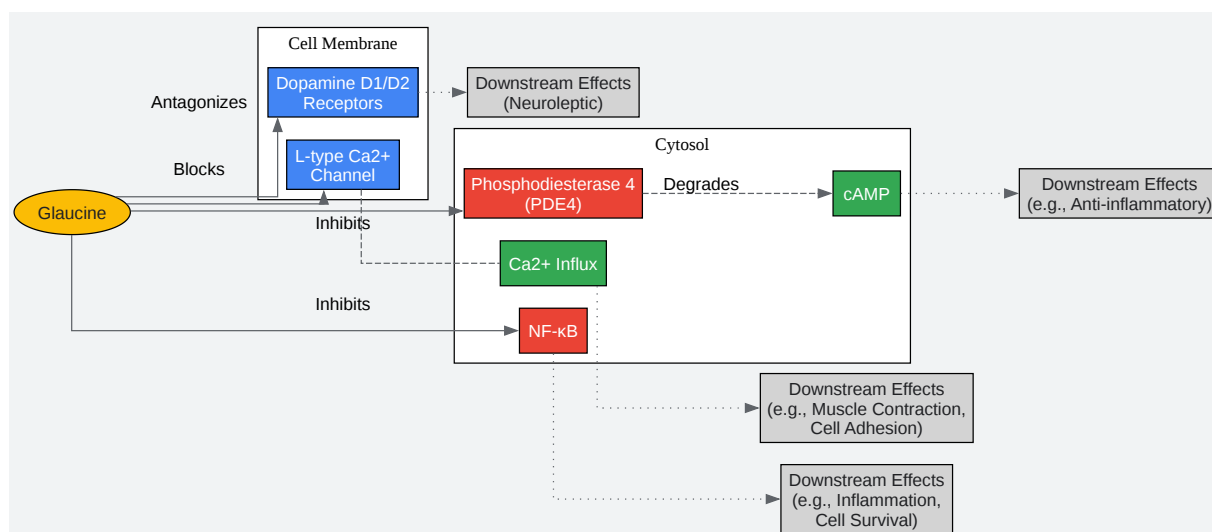 Cell Membrane
Dopamine D1/D2
Receptors
Downstream Effects
(Neuroleptic)
Antagonizes
Cytosol
L-type Ca2+
Channel
Blocks
Phosphodiesterase 4
(PDE4)
Degrades
cAMP
Downstream Effects
(e.g., Anti-inflammatory)
Glaucine
Inhibits
Ca2+ Influx
Inhibits
NF-κB
Downstream Effects
(e.g., Muscle Contraction,
Cell Adhesion)
Downstream Effects
(e.g., Inflammation,
Cell Survival)